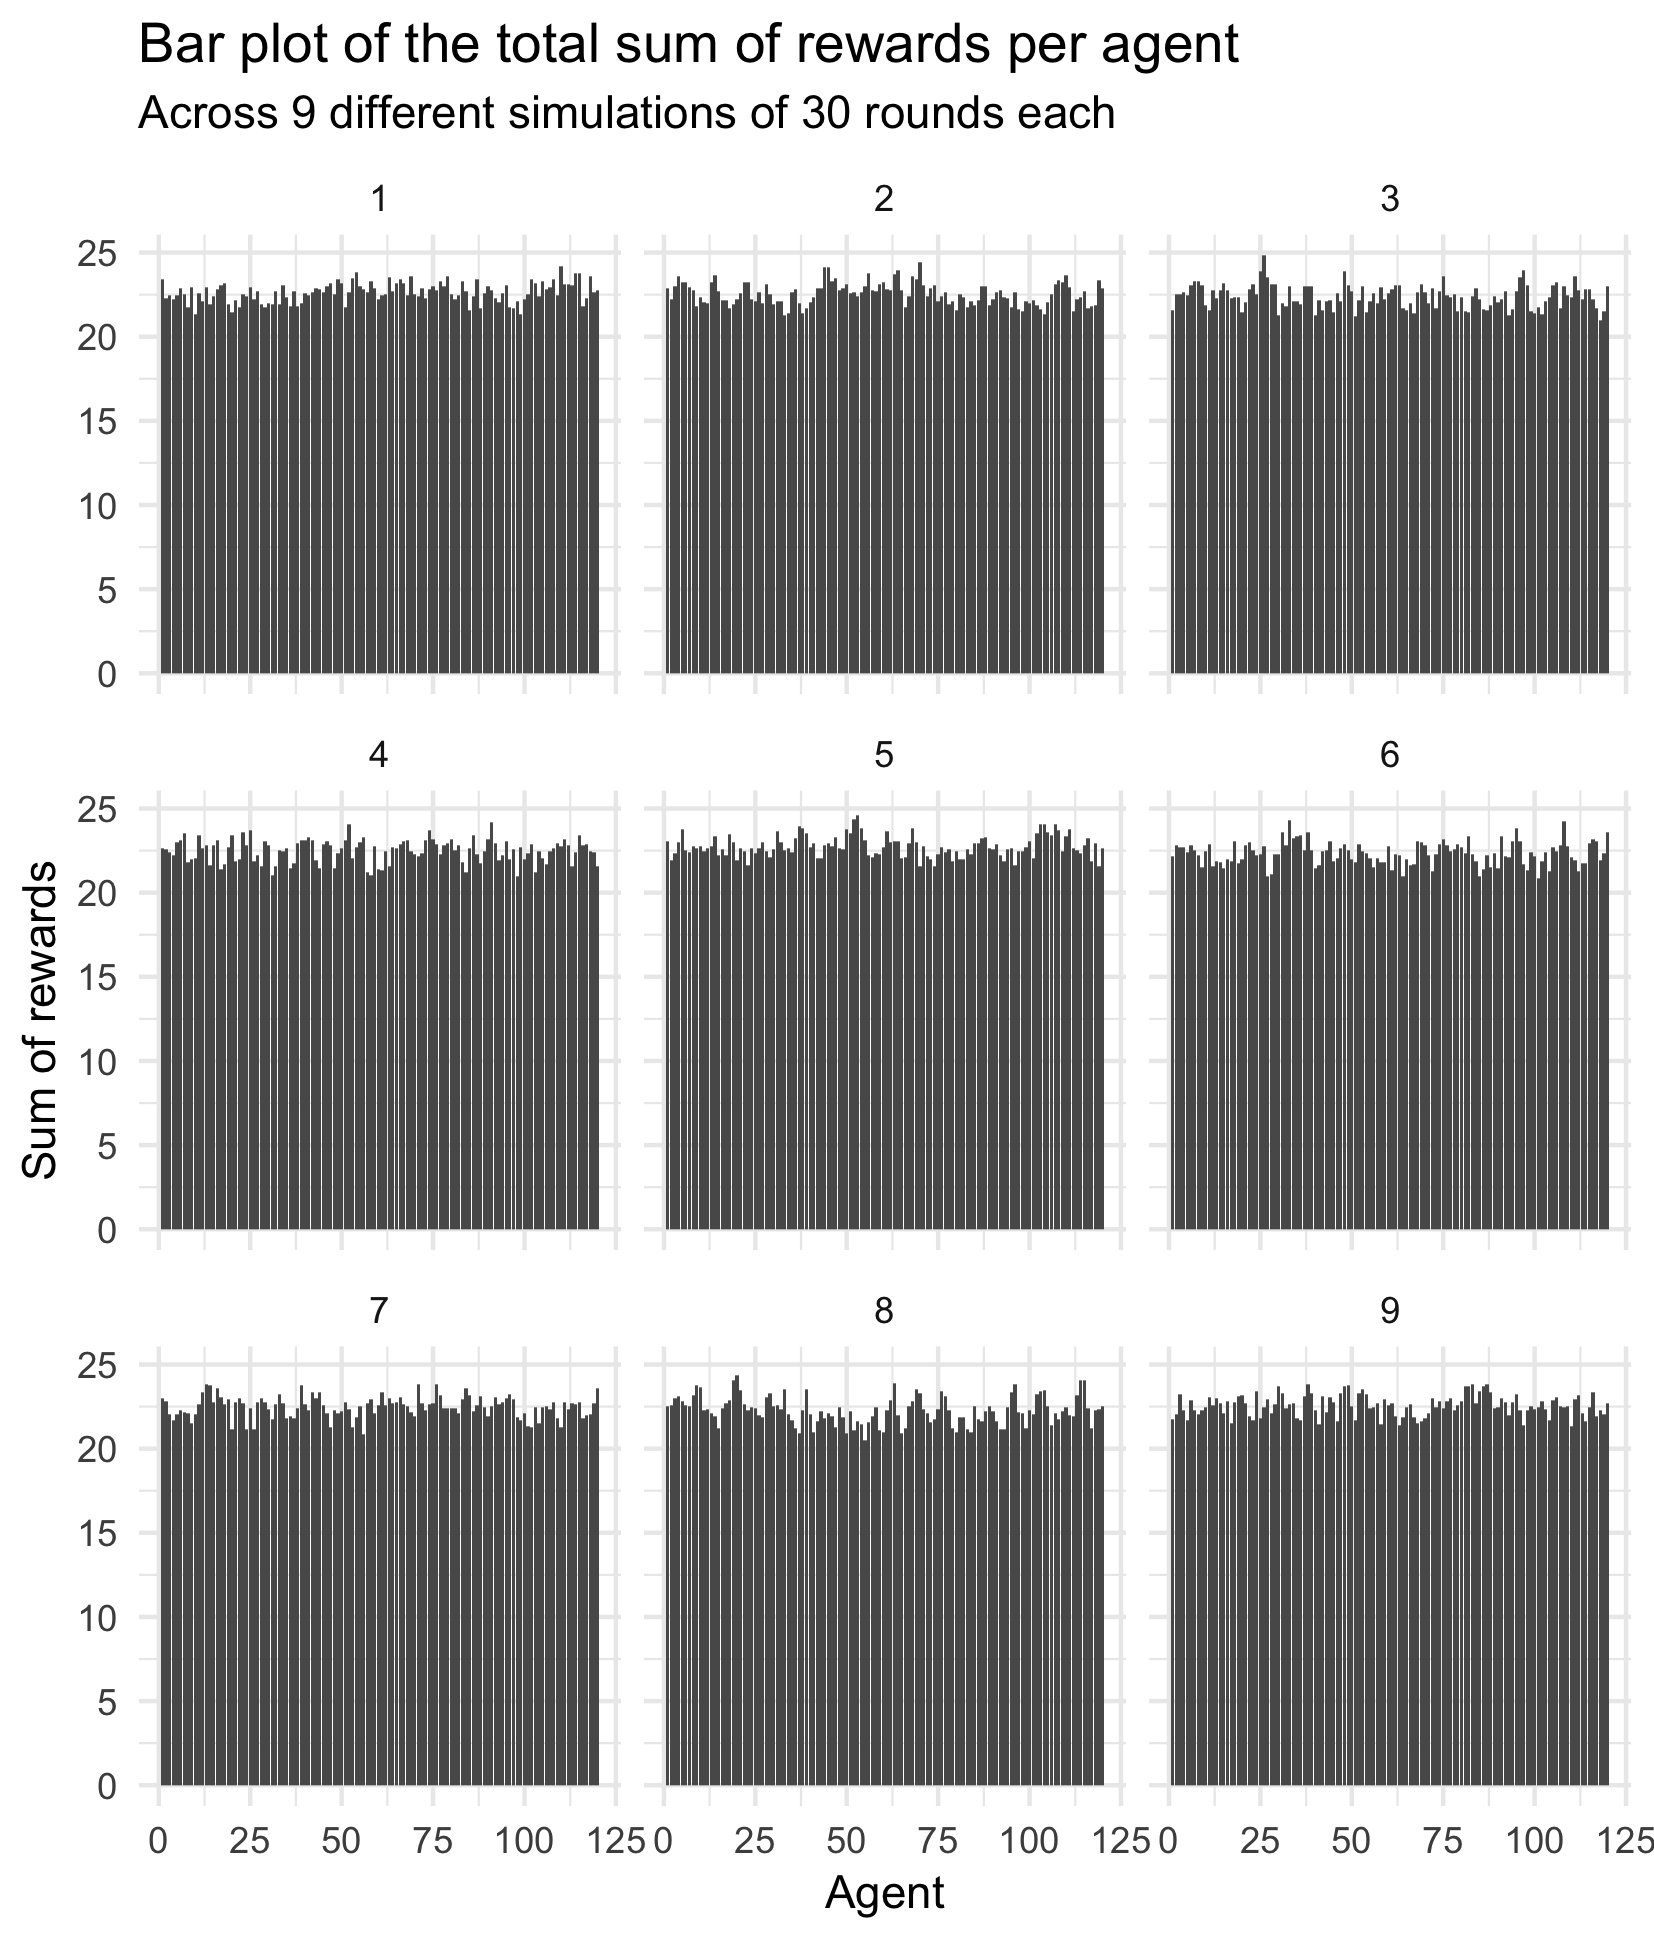 Bar plot of the total sum of rewards per agent
Across 9 different simulations of 30 rounds each
1 2 3
25
20
15
10
5
0
4 5 6
25
20
15
10
5
0
7 8 9
25
20
15
10
5
0
0 25 50 75 100 125 0 25 50 75 100 125 0 25 50 75 100 125
Agent
Sum of rewards